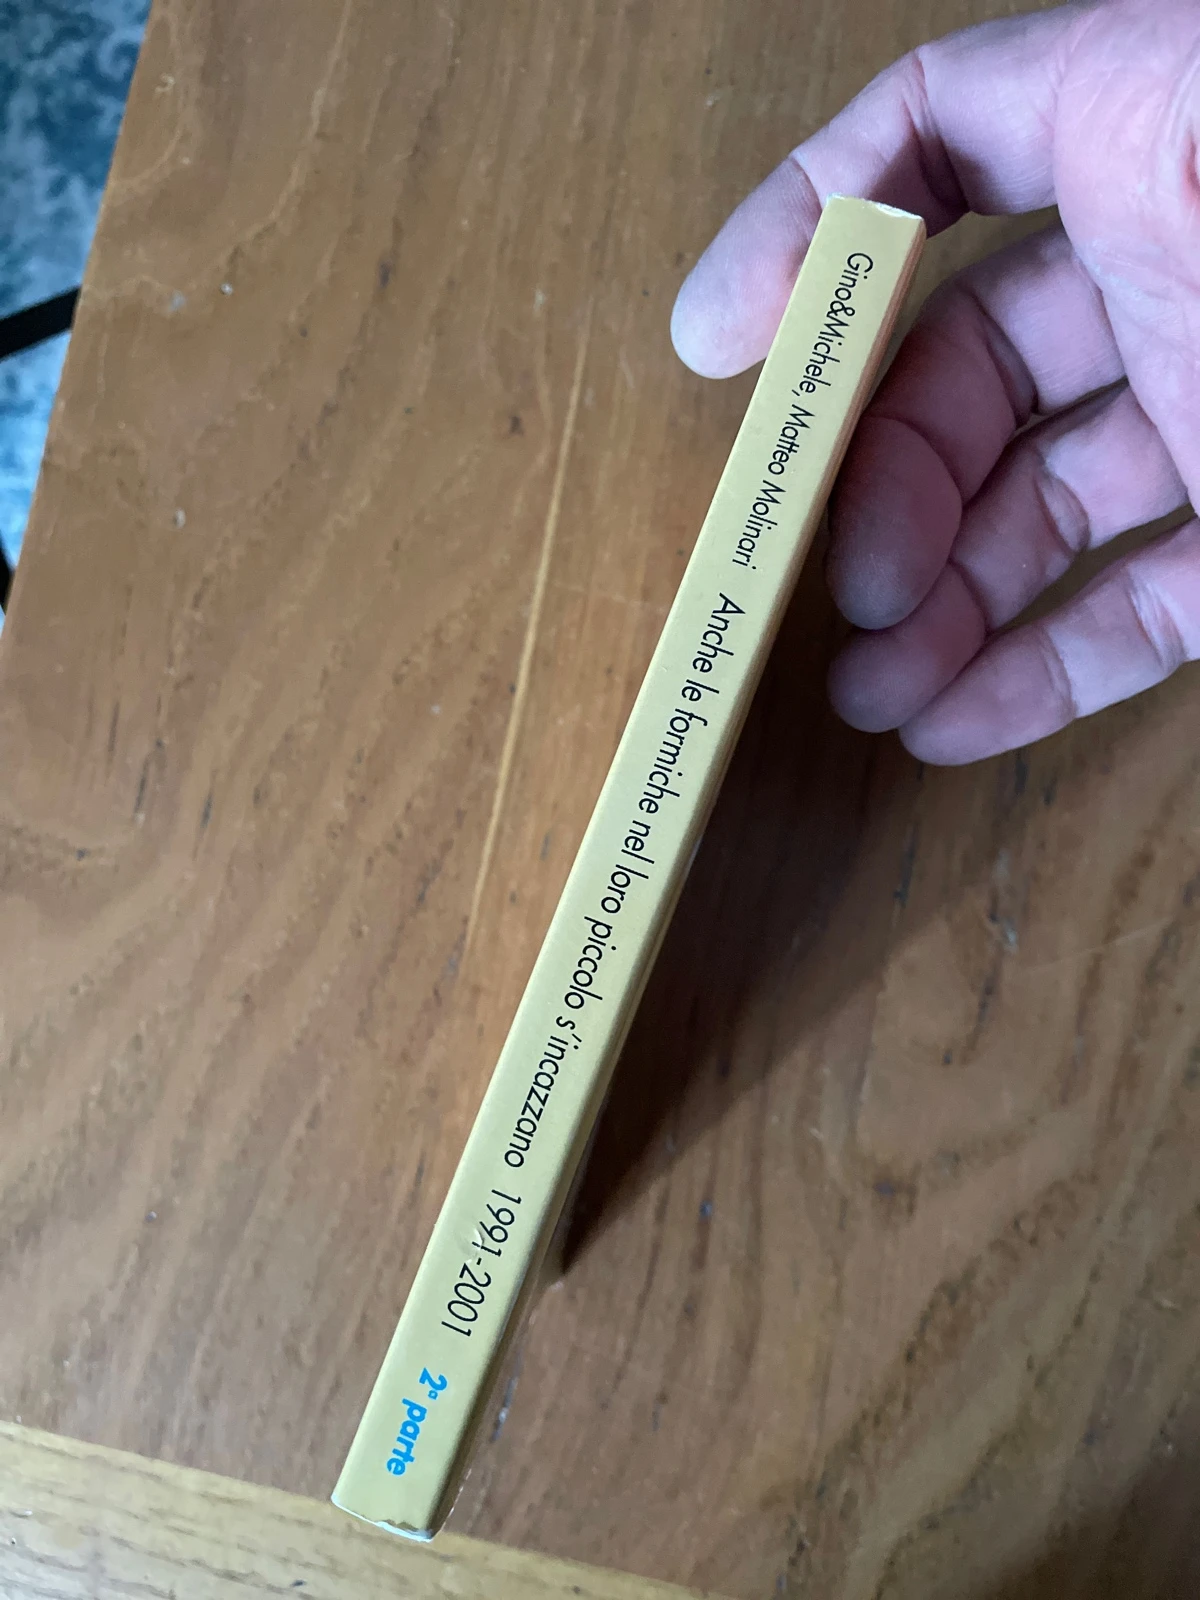 Gino&Michele, Matteo Molinari Anche le formiche nel loro piccolo s'incazzano 1991-2001 2ª parte